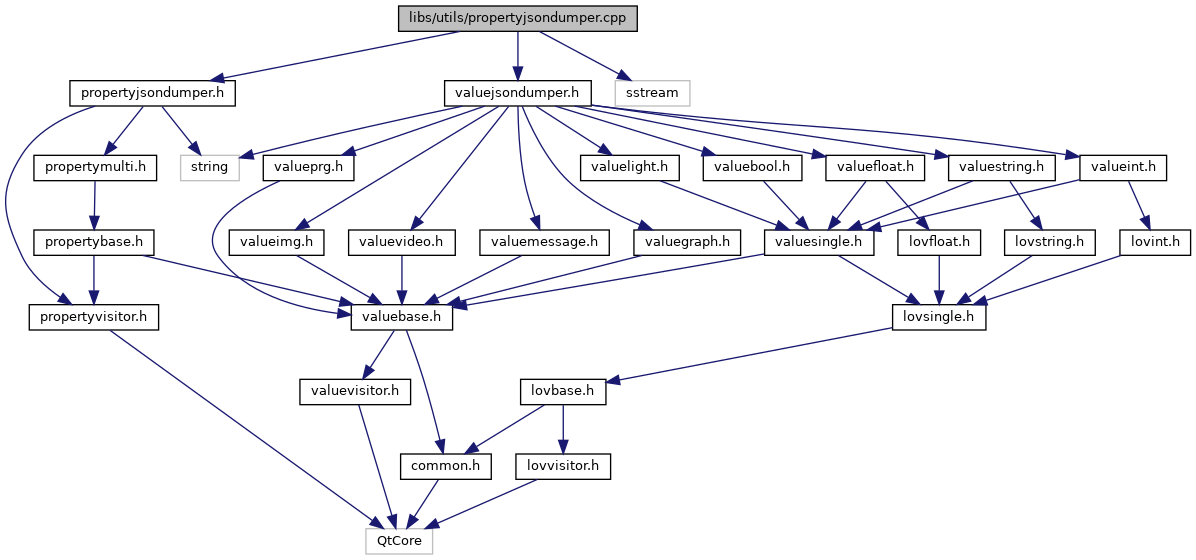 libs/utils/propertyjsondumper.cpp
propertyjsondumper.h
valuejsondumper.h
sstream
propertymulti.h
string
valueprg.h
valuelight.h
valuebool.h
valuefloat.h
valuestring.h
valueint.h
propertybase.h
valueimg.h
valuevideo.h
valuemessage.h
valuegraph.h
valuesingle.h
lovfloat.h
lovstring.h
lovint.h
propertyvisitor.h
valuebase.h
lovsingle.h
valuevisitor.h
lovbase.h
common.h
lovvisitor.h
QtCore